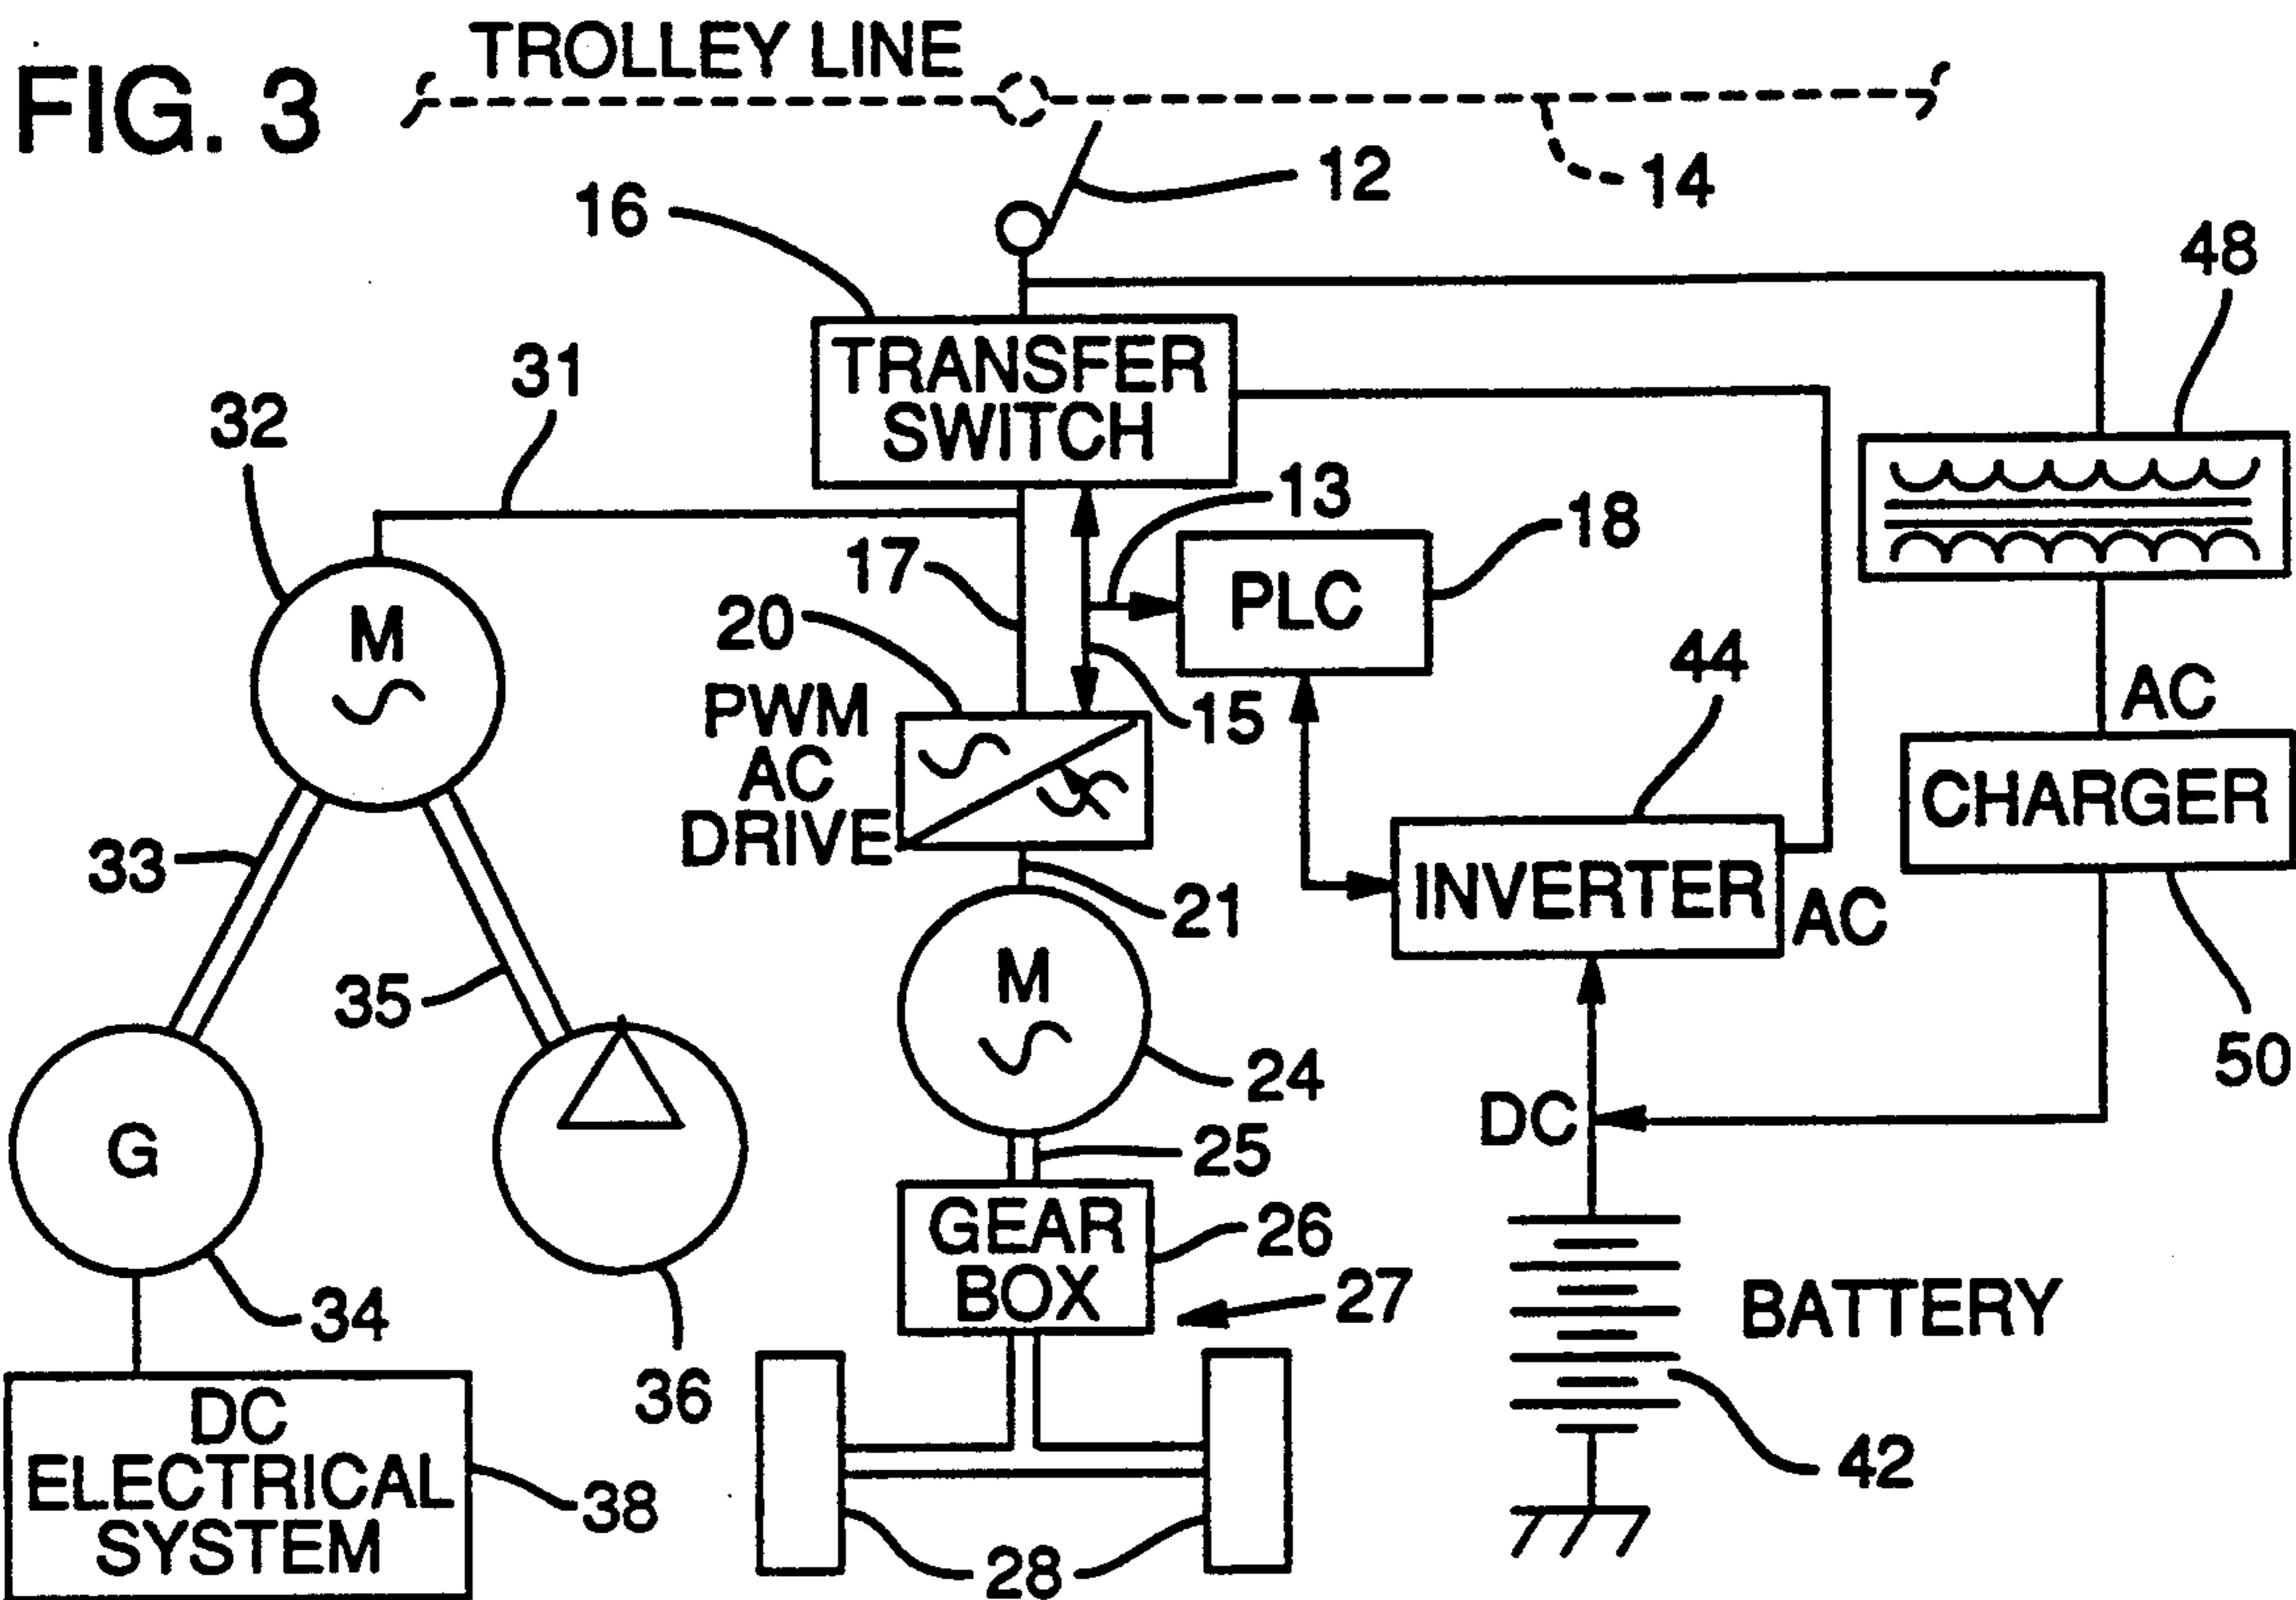 FIG. 3
TROLLEY LINE
12
14
16
48
TRANSFER
SWITCH
31
32
13
18
M
17
PLC
20
44
PWM
AC
DRIVE
15
AC
CHARGER
33
INVERTER
21
AC
35
M
50
24
DC
G
25
GEAR
BOX
26
27
34
BATTERY
36
DC
ELECTRICAL
SYSTEM
42
38
28